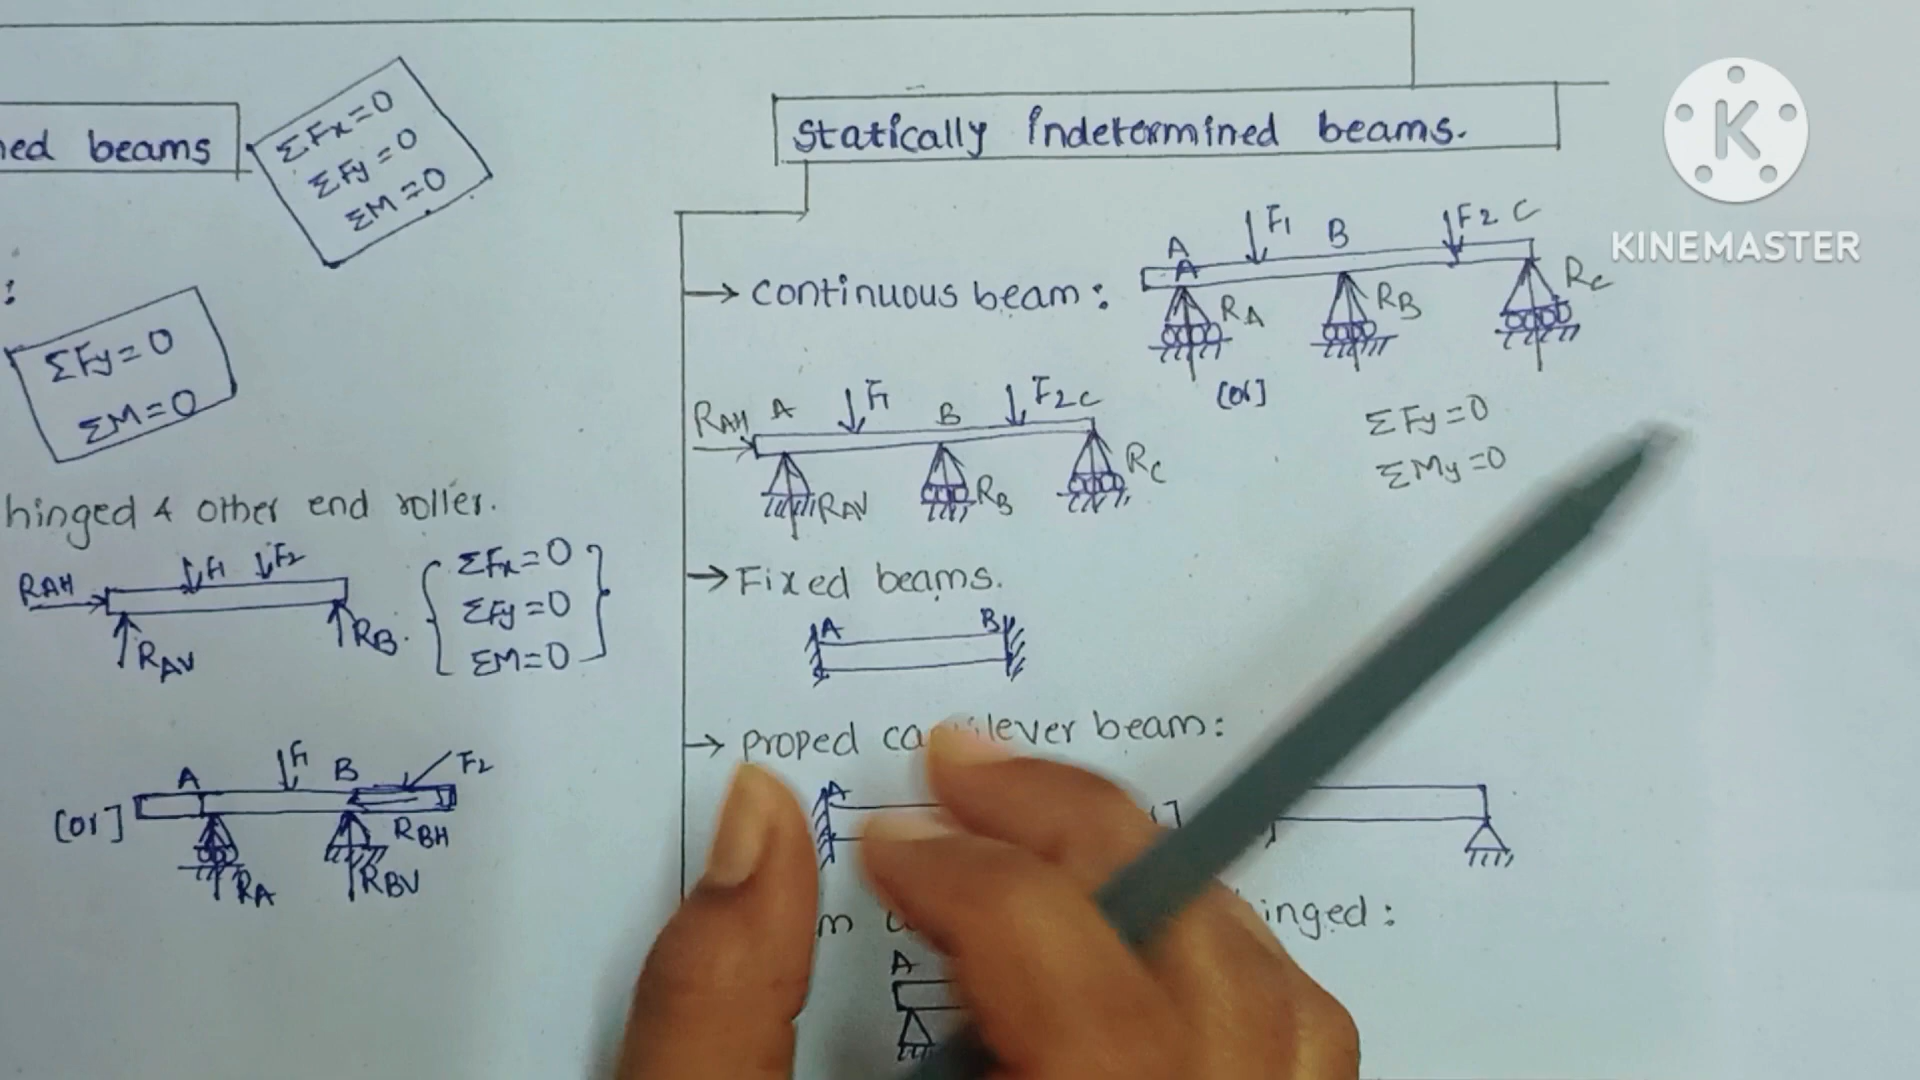 ned beams
ΣFx=0
ΣFy=0
ΣM=0
:
ΣFy=0
ΣM=0
hinged & other end roller.
RAH
F1
F2
RAV
RB.
ΣFx=0
ΣFy=0
ΣM=0
[or]
A
F1
B
F2
RA
RBV
RBH
Statically Indetermined beams.
→ continuous beam:
A
A
F1
B
F2
C
RA
RB
RC
[or]
RAH
A
F1
B
F2
C
RAV
RB
RC
ΣFy=0
ΣMy=0
→ Fixed beams.
A
B
→ Proped lever beam:
A
inged:
A
K
KINEMASTER